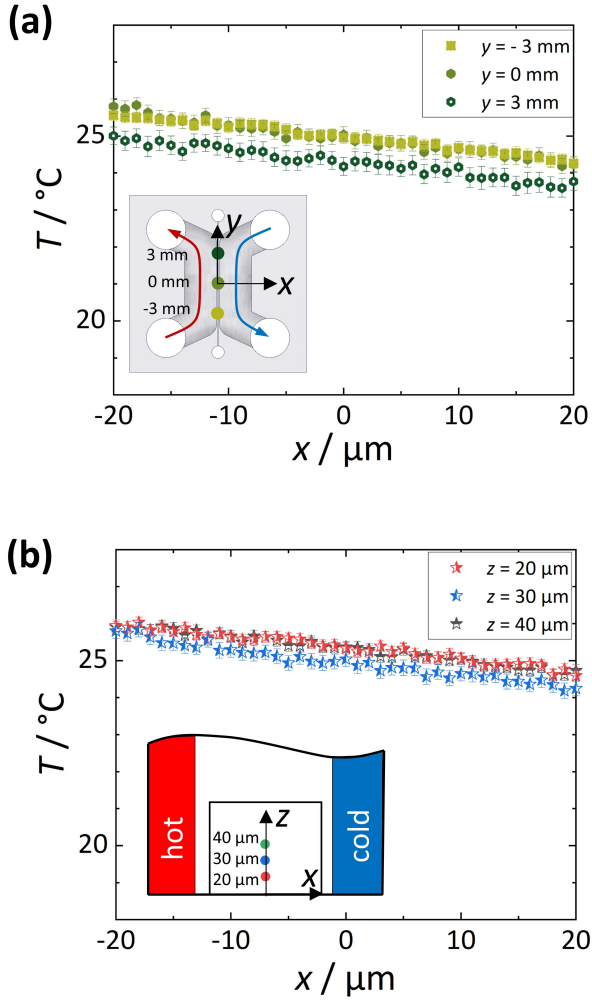 (a)
y = - 3 mm
y = 0 mm
y = 3 mm
25
20
T / °C
y
3 mm
0 mm
x
-3 mm
-20
-10
0
10
20
x / µm
(b)
z = 20 µm
z = 30 µm
z = 40 µm
25
20
T / °C
hot
cold
z
40 µm
30 µm
20 µm
x
-20
-10
0
10
20
x / µm